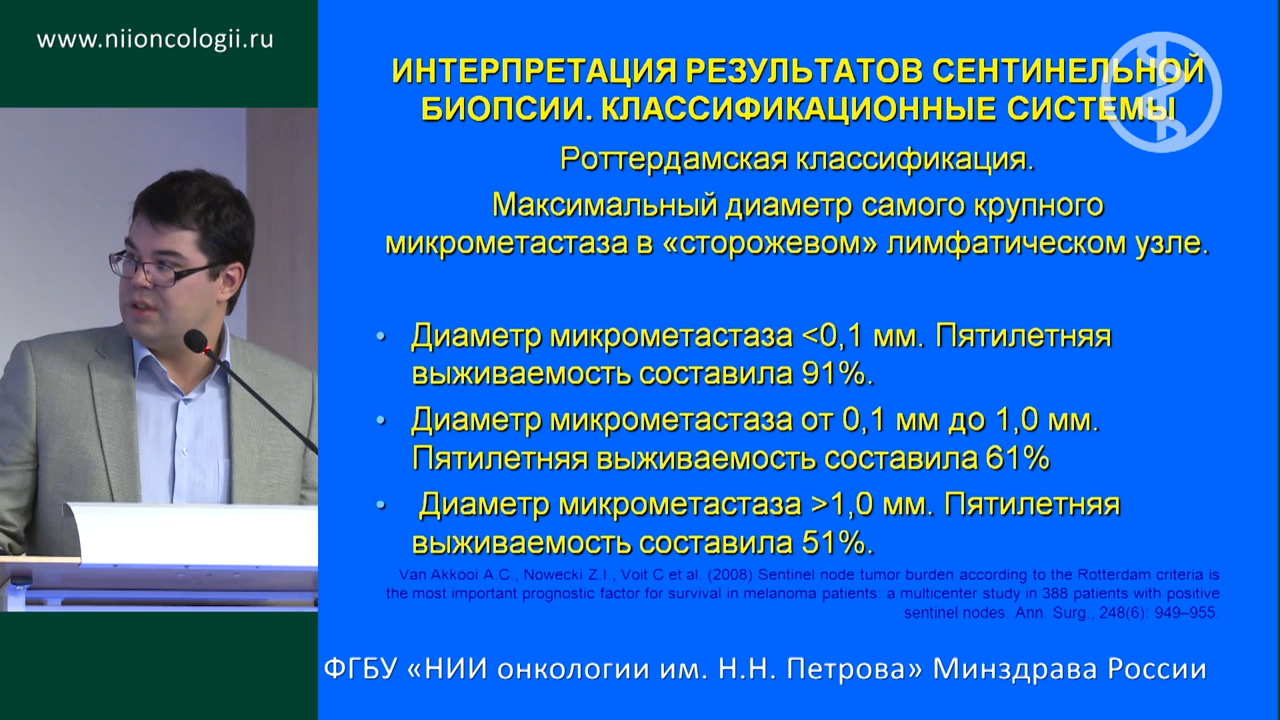 www.niioncologii.ru
ИНТЕРПРЕТАЦИЯ РЕЗУЛЬТАТОВ СЕНТИНЕЛЬНОЙ
БИОПСИИ. КЛАССИФИКАЦИОННЫЕ СИСТЕМЫ
Роттердамская классификация.
Максимальный диаметр самого крупного
микрометастаза в «сторожевом» лимфатическом узле.
• Диаметр микрометастаза <0,1 мм. Пятилетняя
выживаемость составила 91%.
• Диаметр микрометастаза от 0,1 мм до 1,0 мм.
Пятилетняя выживаемость составила 61%
• Диаметр микрометастаза >1,0 мм. Пятилетняя
выживаемость составила 51%.
Van Akkooi A.C., Nowecki Z.I., Voit C et al. (2008) Sentinel node tumor burden according to the Rotterdam criteria is
the most important prognostic factor for survival in melanoma patients: a multicenter study in 388 patients with positive
sentinel nodes. Ann. Surg., 248(6): 949–955.
ФГБУ «НИИ онкологии им. Н.Н. Петрова» Минздрава России